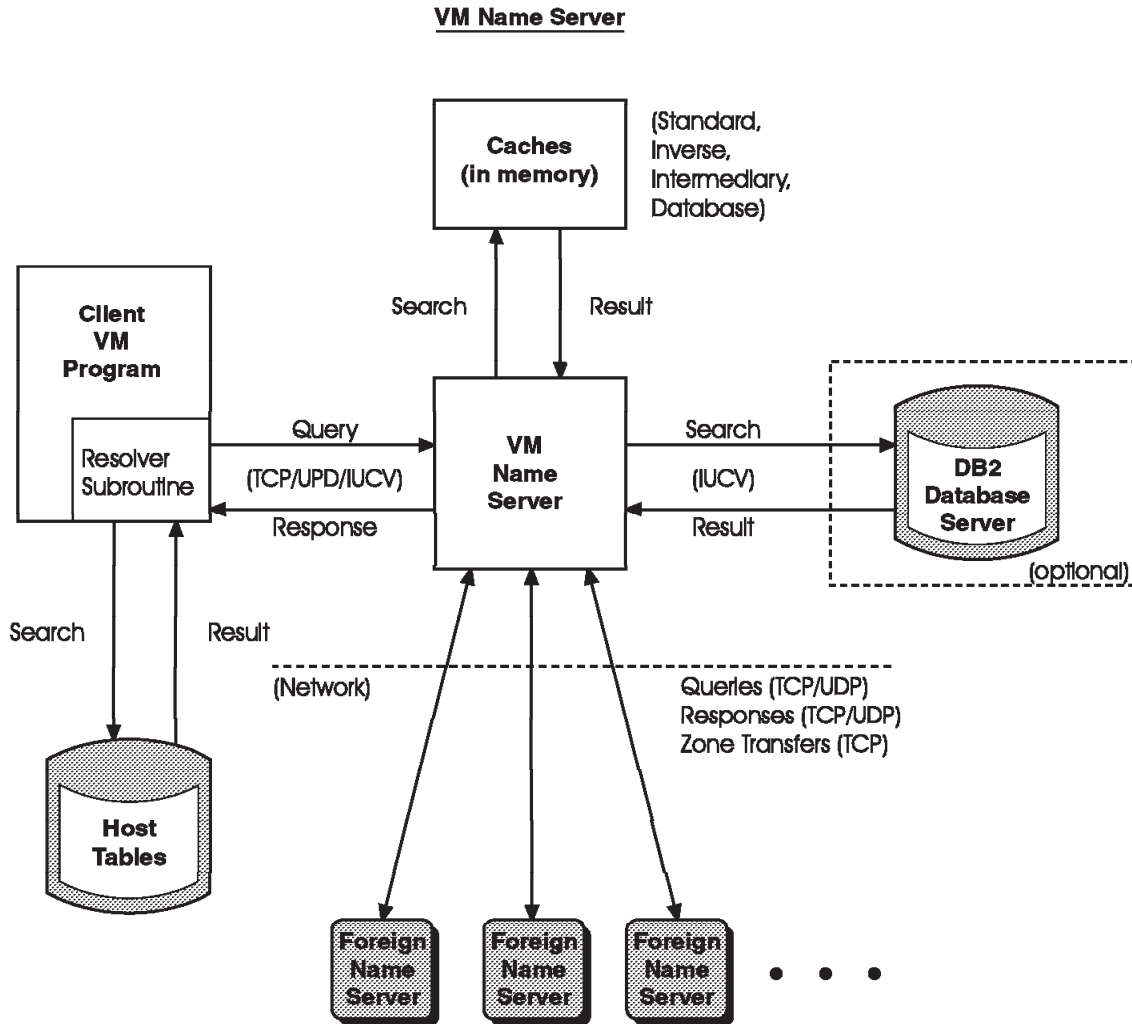 VM Name Server
Caches
(in memory)
(Standard,
Inverse,
Intermediary,
Database)
Search
Result
Client
VM
Program
Resolver
Subroutine
Query
(TCP/UPD/IUCV)
Response
VM
Name
Server
Search
(IUCV)
Result
DB2
Database
Server
(optional)
Search
Result
(Network)
Queries (TCP/UDP)
Responses (TCP/UDP)
Zone Transfers (TCP)
Host
Tables
Foreign
Name
Server
Foreign
Name
Server
Foreign
Name
Server
• • •